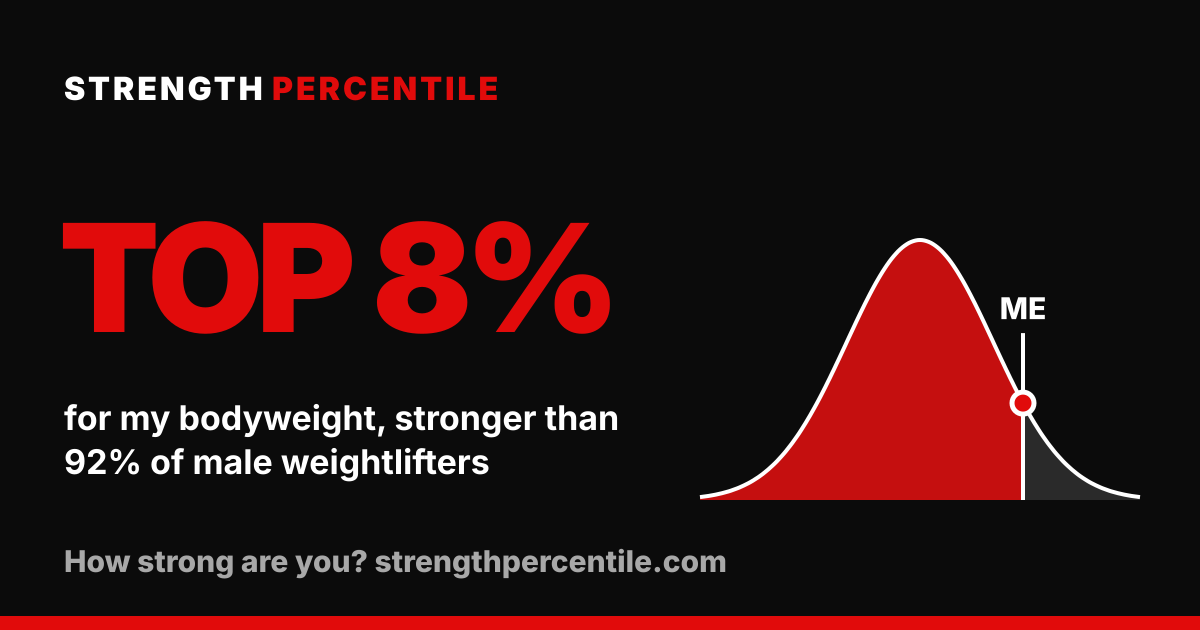 STRENGTH PERCENTILE
TOP 8%
ME
for my bodyweight, stronger than
92% of male weightlifters
How strong are you? strengthpercentile.com